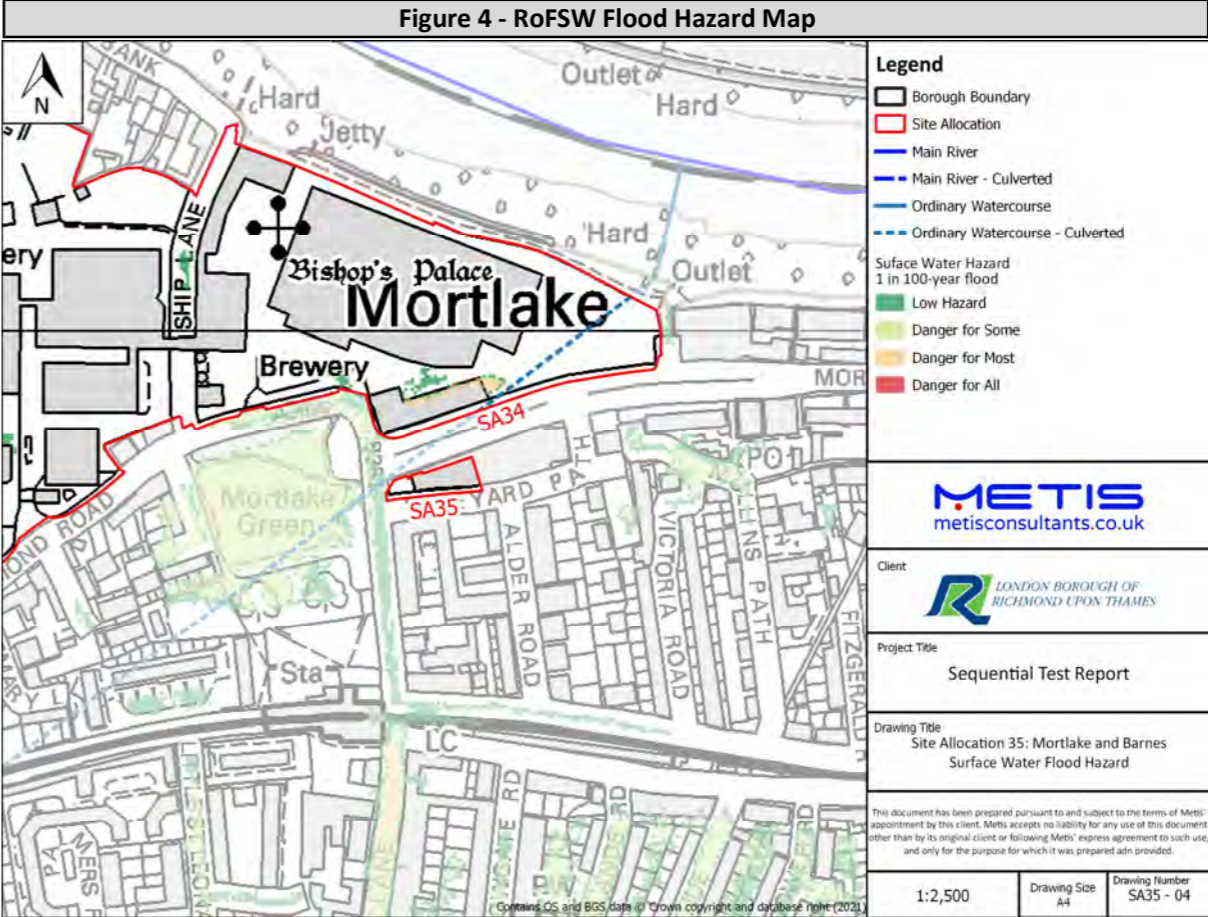 Figure 4 - RoFSW Flood Hazard Map
N
BANK
Hard
Jetty
Outlet
Hard
SHIP LANE
ery
Bishop's Palace
Mortlake
Hard
Outlet
Brewery
MOR
SA34
SA35
YARD PATH
Mortlake
Green
OND ROAD
PO
ALDER ROAD
VICTORIA ROAD
NS PATH
FITZGERALD
Sta
LC
RD
LANE
PW
NERS
Contains OS and BGS data © Crown copyright and database right (2021)
Legend
Borough Boundary
Site Allocation
Main River
Main River - Culverted
Ordinary Watercourse
Ordinary Watercourse - Culverted
Suface Water Hazard
1 in 100-year flood
Low Hazard
Danger for Some
Danger for Most
Danger for All
METIS
metisconsultants.co.uk
Client
LONDON BOROUGH OF
RICHMOND UPON THAMES
Project Title
Sequential Test Report
Drawing Title
Site Allocation 35: Mortlake and Barnes
Surface Water Flood Hazard
This document has been prepared pursuant to and subject to the terms of Metis'
appointment by this client. Metis accepts no liability for any use of this document
other than by its original client or following Metis' express agreement to such use,
and only for the purpose for which it was prepared adn provided.
1:2,500
Drawing Size
A4
Drawing Number
SA35 - 04